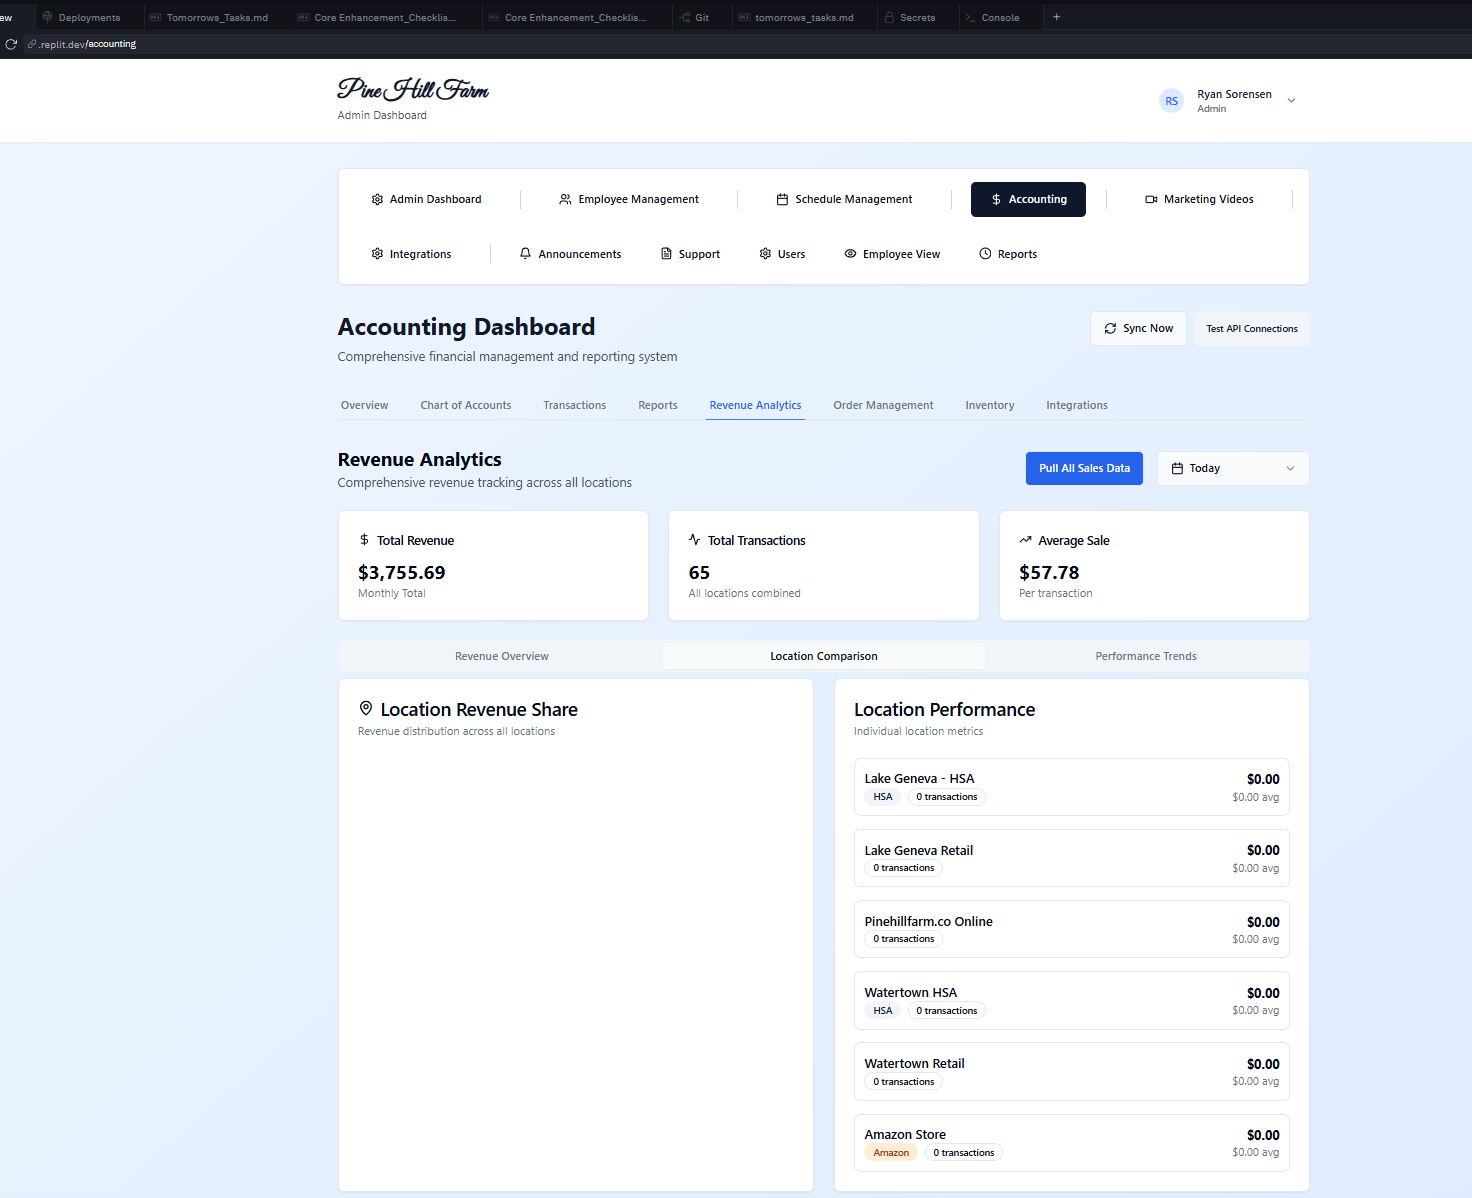 ew Deployments Tomorrows_Tasks.md Core Enhancement_Checklis... Core Enhancement_Checklis... Git tomorrows_tasks.md Secrets Console +
.replit.dev/accounting
Pine Hill Farm
Admin Dashboard
RS Ryan Sorensen
Admin
Admin Dashboard Employee Management Schedule Management Accounting Marketing Videos
Integrations Announcements Support Users Employee View Reports
Accounting Dashboard
Comprehensive financial management and reporting system
Sync Now Test API Connections
Overview Chart of Accounts Transactions Reports Revenue Analytics Order Management Inventory Integrations
Revenue Analytics
Comprehensive revenue tracking across all locations
Pull All Sales Data Today
$ Total Revenue
$3,755.69
Monthly Total
Total Transactions
65
All locations combined
Average Sale
$57.78
Per transaction
Revenue Overview Location Comparison Performance Trends
Location Revenue Share
Revenue distribution across all locations
Location Performance
Individual location metrics
Lake Geneva - HSA $0.00
HSA 0 transactions $0.00 avg
Lake Geneva Retail $0.00
0 transactions $0.00 avg
Pinehillfarm.co Online $0.00
0 transactions $0.00 avg
Watertown HSA $0.00
HSA 0 transactions $0.00 avg
Watertown Retail $0.00
0 transactions $0.00 avg
Amazon Store $0.00
Amazon 0 transactions $0.00 avg